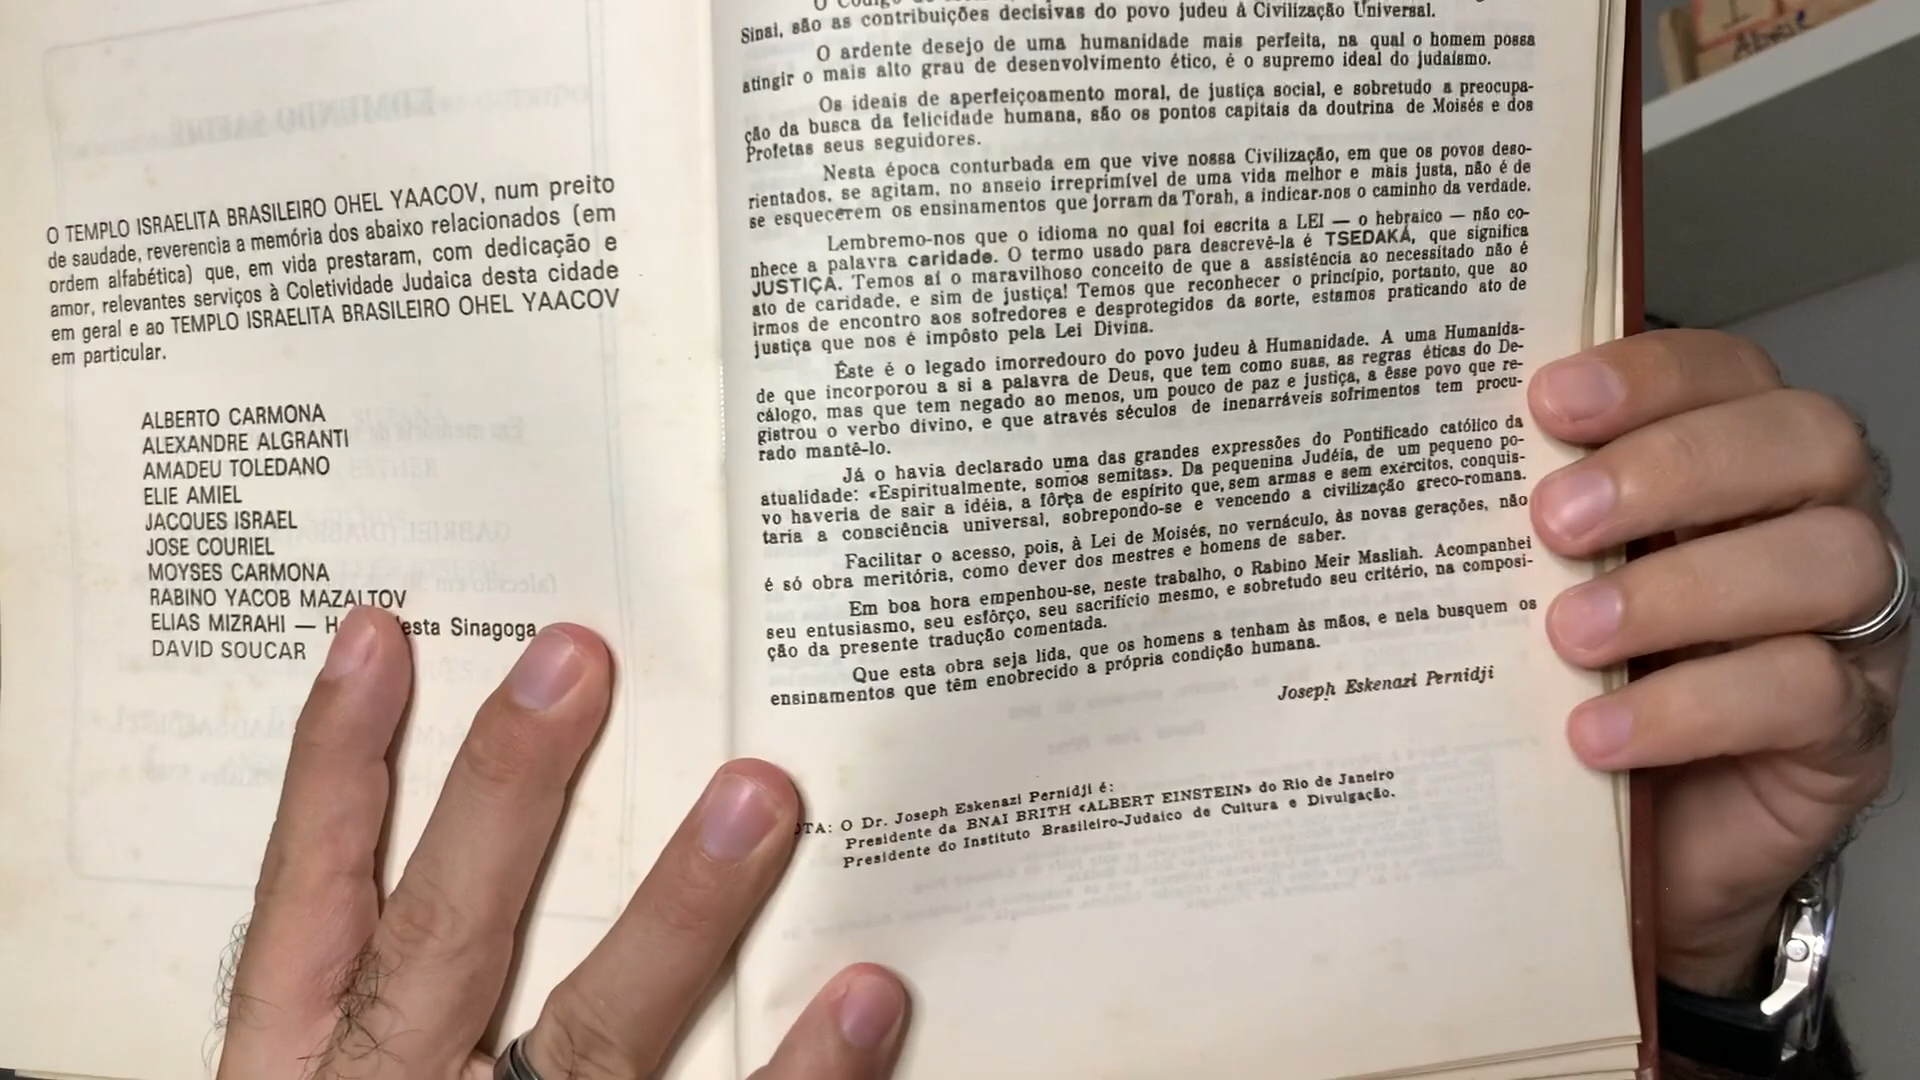 O TEMPLO ISRAELITA BRASILEIRO OHEL YAACOV, num preito
de saudade, reverencia a memória dos abaixo relacionados (em
ordem alfabética) que, em vida prestaram, com dedicação e
amor, relevantes serviços à Coletividade Judaica desta cidade
em geral e ao TEMPLO ISRAELITA BRASILEIRO OHEL YAACOV
em particular.
ALBERTO CARMONA
ALEXANDRE ALGRANTI
AMADEU TOLEDANO
ELIE AMIEL
JACQUES ISRAEL
JOSE COURIEL
MOYSES CARMONA
RABINO YACOB MAZALTOV
ELIAS MIZRAHI — esta Sinagoga
DAVID SOUCAR
Sinai, são as contribuições decisivas do povo judeu à Civilização Universal.
O ardente desejo de uma humanidade mais perfeita, na qual o homem possa
atingir o mais alto grau de desenvolvimento ético, é o supremo ideal do judaísmo.
Os ideais de aperfeiçoamento moral, de justiça social, e sobretudo a preocupa-
ção da busca da felicidade humana, são os pontos capitais da doutrina de Moisés e dos
Profetas seus seguidores.
Nesta época conturbada em que vive nossa Civilização, em que os povos deso-
rientados, se agitam, no anseio irreprimível de uma vida melhor e mais justa, não é de
se esquecerem os ensinamentos que jorram da Torah, a indicar-nos o caminho da verdade.
Lembremo-nos que o idioma no qual foi escrita a LEI — o hebraico — não co-
nhece a palavra caridade. O termo usado para descrevê-la é TSEDAKÁ, que significa
JUSTIÇA. Temos aí o maravilhoso conceito de que a assistência ao necessitado não é
ato de caridade, e sim de justiça! Temos que reconhecer o princípio, portanto, que ao
irmos de encontro aos sofredores e desprotegidos da sorte, estamos praticando ato de
justiça que nos é impôsto pela Lei Divina.
Êste é o legado imorredouro do povo judeu à Humanidade. A uma Humanida-
de que incorporou a si a palavra de Deus, que tem como suas, as regras éticas do De-
cálogo, mas que tem negado ao menos, um pouco de paz e justiça, a êsse povo que re-
gistrou o verbo divino, e que através séculos de inenarráveis sofrimentos tem procu-
rado mantê-lo.
Já o havia declarado uma das grandes expressões do Pontificado católico da
atualidade: «Espiritualmente, somos semitas». Da pequenina Judéia, de um pequeno po-
vo haveria de sair a idéia, a fôrça de espírito que, sem armas e sem exércitos, conquis-
taria a consciência universal, sobrepondo-se e vencendo a civilização greco-romana.
Facilitar o acesso, pois, à Lei de Moisés, no vernáculo, às novas gerações, não
é só obra meritória, como dever dos mestres e homens de saber.
Em boa hora empenhou-se, neste trabalho, o Rabino Meir Masliah. Acompanhei
seu entusiasmo, seu esfôrço, seu sacrifício mesmo, e sobretudo seu critério, na composi-
ção da presente tradução comentada.
Que esta obra seja lida, que os homens a tenham às mãos, e nela busquem os
ensinamentos que têm enobrecido a própria condição humana.
Joseph Eskenazi Pernidji
OTA: O Dr. Joseph Eskenazi Pernidji é:
Presidente da BNAI BRITH «ALBERT EINSTEIN» do Rio de Janeiro
Presidente do Instituto Brasileiro-Judaico de Cultura e Divulgação.